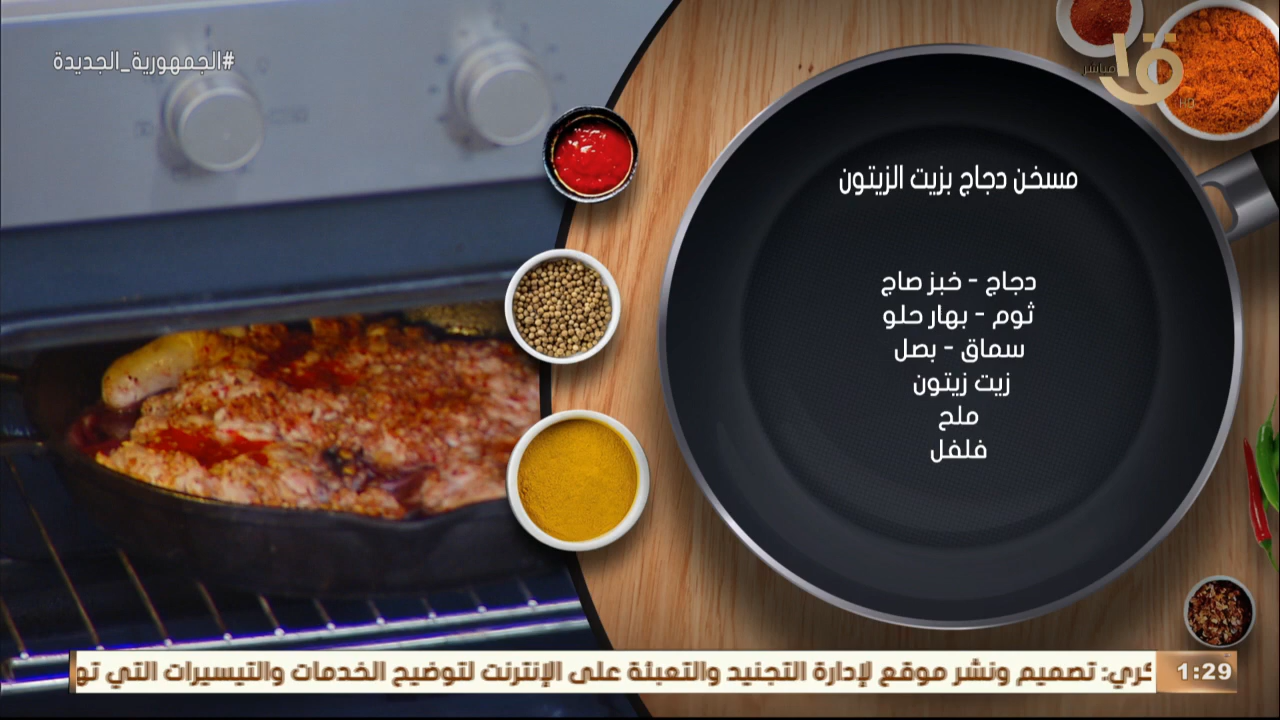 #الجمهورية_الجديدة
مباشر
HD
مسخن دجاج بزيت الزيتون
دجاج - خبز صاج
ثوم - بهار حلو
سماق - بصل
زيت زيتون
ملح
فلفل
كري: تصميم ونشر موقع لإدارة التجنيد والتعبئة على الإنترنت لتوضيح الخدمات والتيسيرات التي تو
1:29